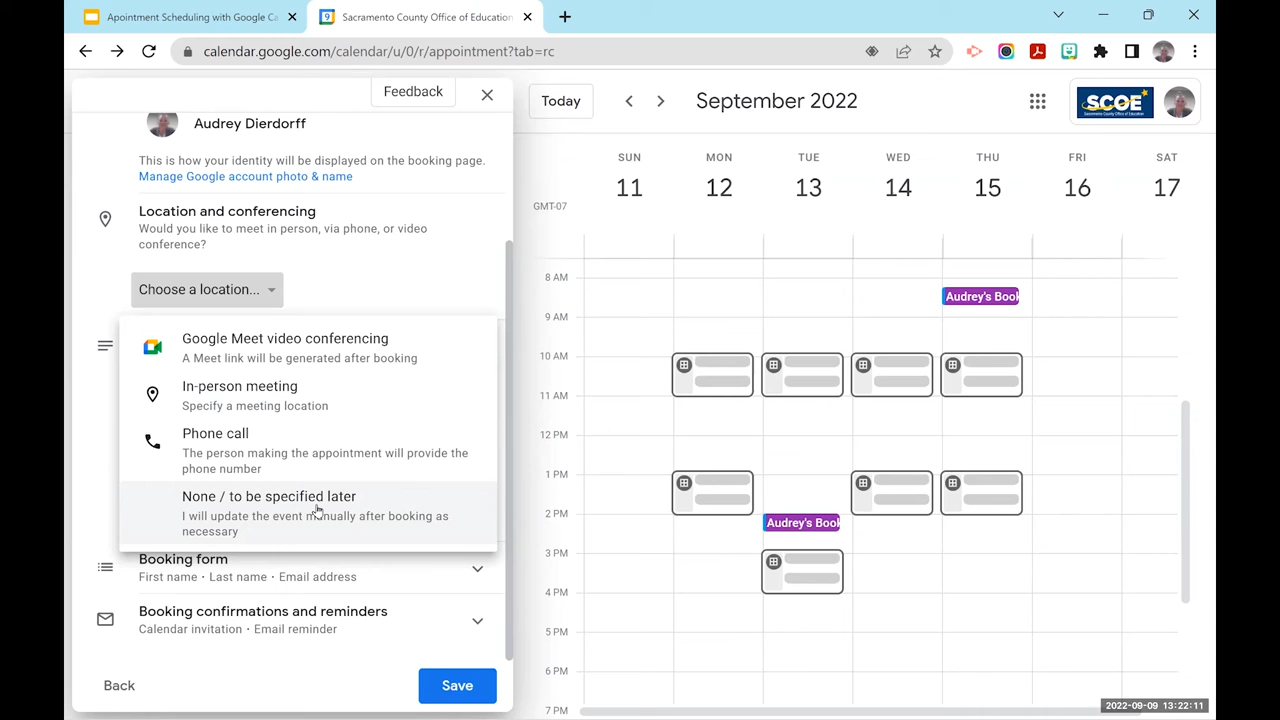 Apointment Scheduling with Google Ca
Sacramento County Office of Education
calendar.google.com/calendar/u/0/r/appointment?tab=rc
Feedback
Audrey Dierdorff
This is how your identity will be displayed on the booking page.
Manage Google account photo & name
Location and conferencing
Would you like to meet in person, via phone, or video
conference?
Choose a location...
Google Meet video conferencing
A Meet link will be generated after booking
In-person meeting
Specify a meeting location
Phone call
The person making the appointment will provide the
phone number
None / to be specified later
I will update the event manually after booking as
necessary
Booking form
First name · Last name · Email address
Booking confirmations and reminders
Calendar invitation · Email reminder
Back
Save
Today
September 2022
SCOE
Sacramento County Office of Education
SUN MON TUE WED THU FRI SAT
11 12 13 14 15 16 17
GMT-07
8 AM
Audrey's Book
9 AM
10 AM
11 AM
12 PM
1 PM
2 PM
Audrey's Book
3 PM
4 PM
5 PM
6 PM
7 PM
2022-09-09 13:22:11